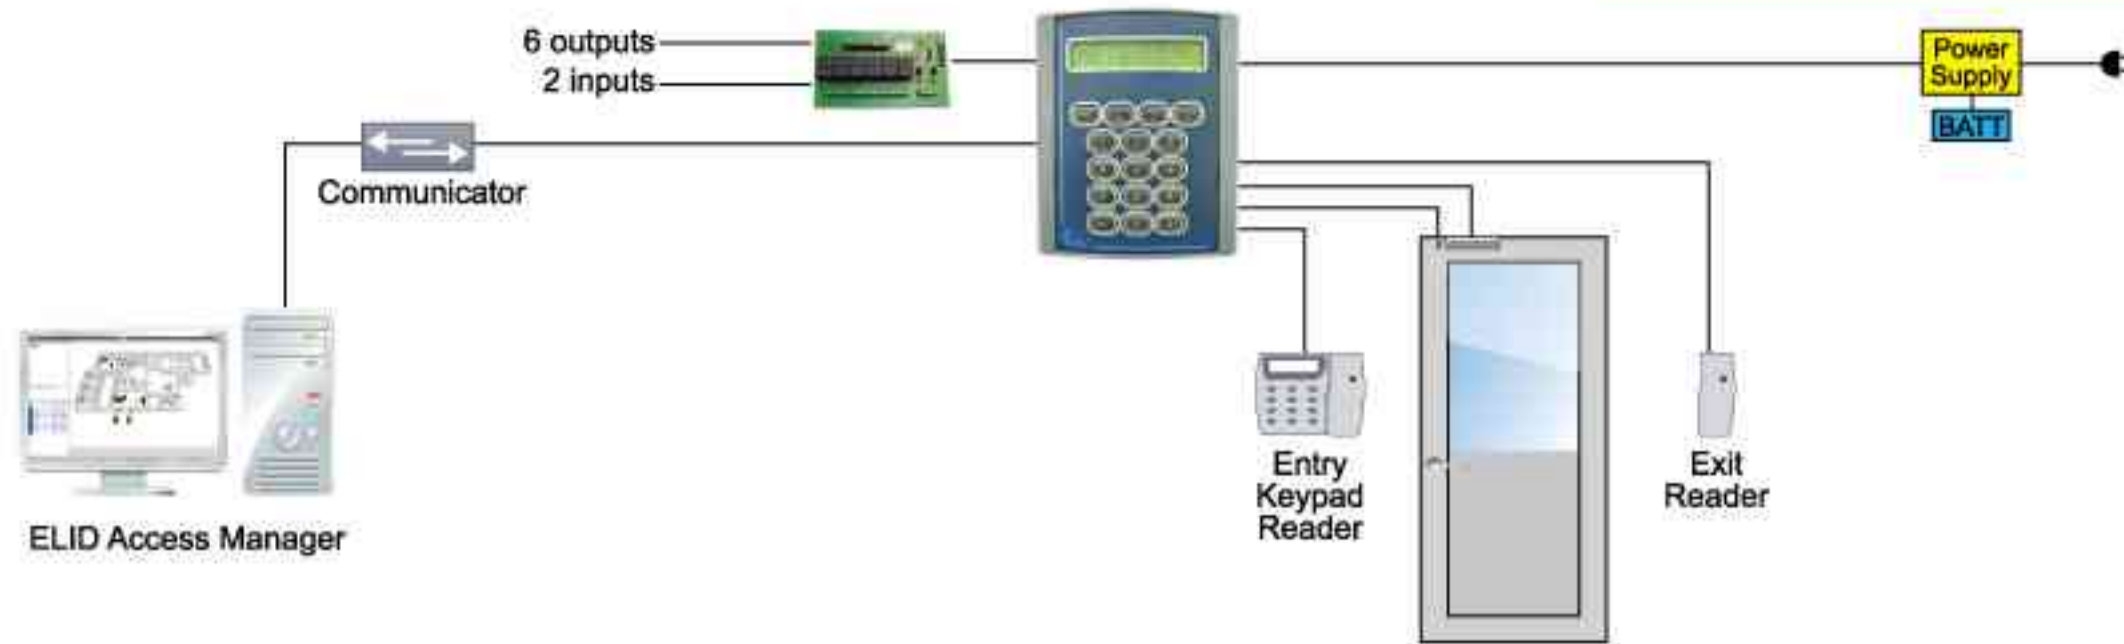 6 outputs
2 inputs
Power
Supply
BATT
Communicator
Entry
Keypad
Reader
Exit
Reader
ELID Access Manager